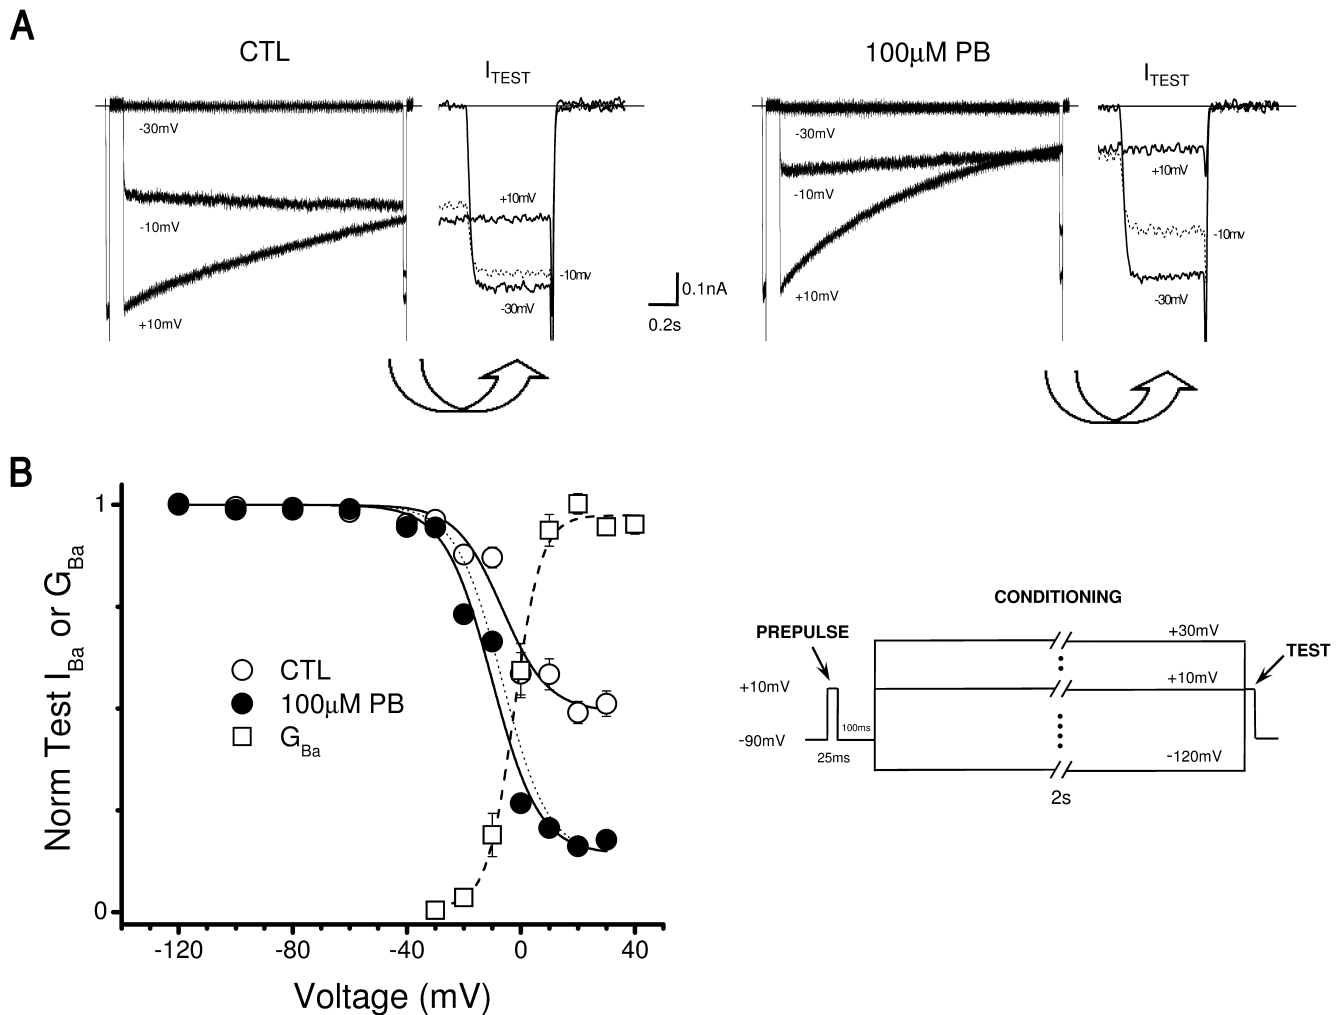 A
CTL
I_TEST
-30mV
-10mV
+10mV
+10mV
-10mv
-30mV
0.1nA
0.2s
100µM PB
I_TEST
-30mV
-10mV
+10mV
+10mV
-10mv
-30mV
B
1
0
Norm Test I_Ba or G_Ba
CTL
100µM PB
G_Ba
-120 -80 -40 0 40
Voltage (mV)
CONDITIONING
PREPULSE
TEST
+30mV
+10mV
+10mV
100ms
-90mV
25ms
-120mV
2s